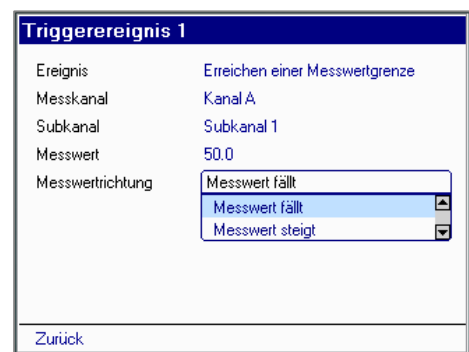 Triggerereignis 1
Ereignis Erreichen einer Messwertgrenze
Messkanal Kanal A
Subkanal Subkanal 1
Messwert 50.0
Messwertrichtung Messwert fällt
Messwert fällt
Messwert steigt
Zurück